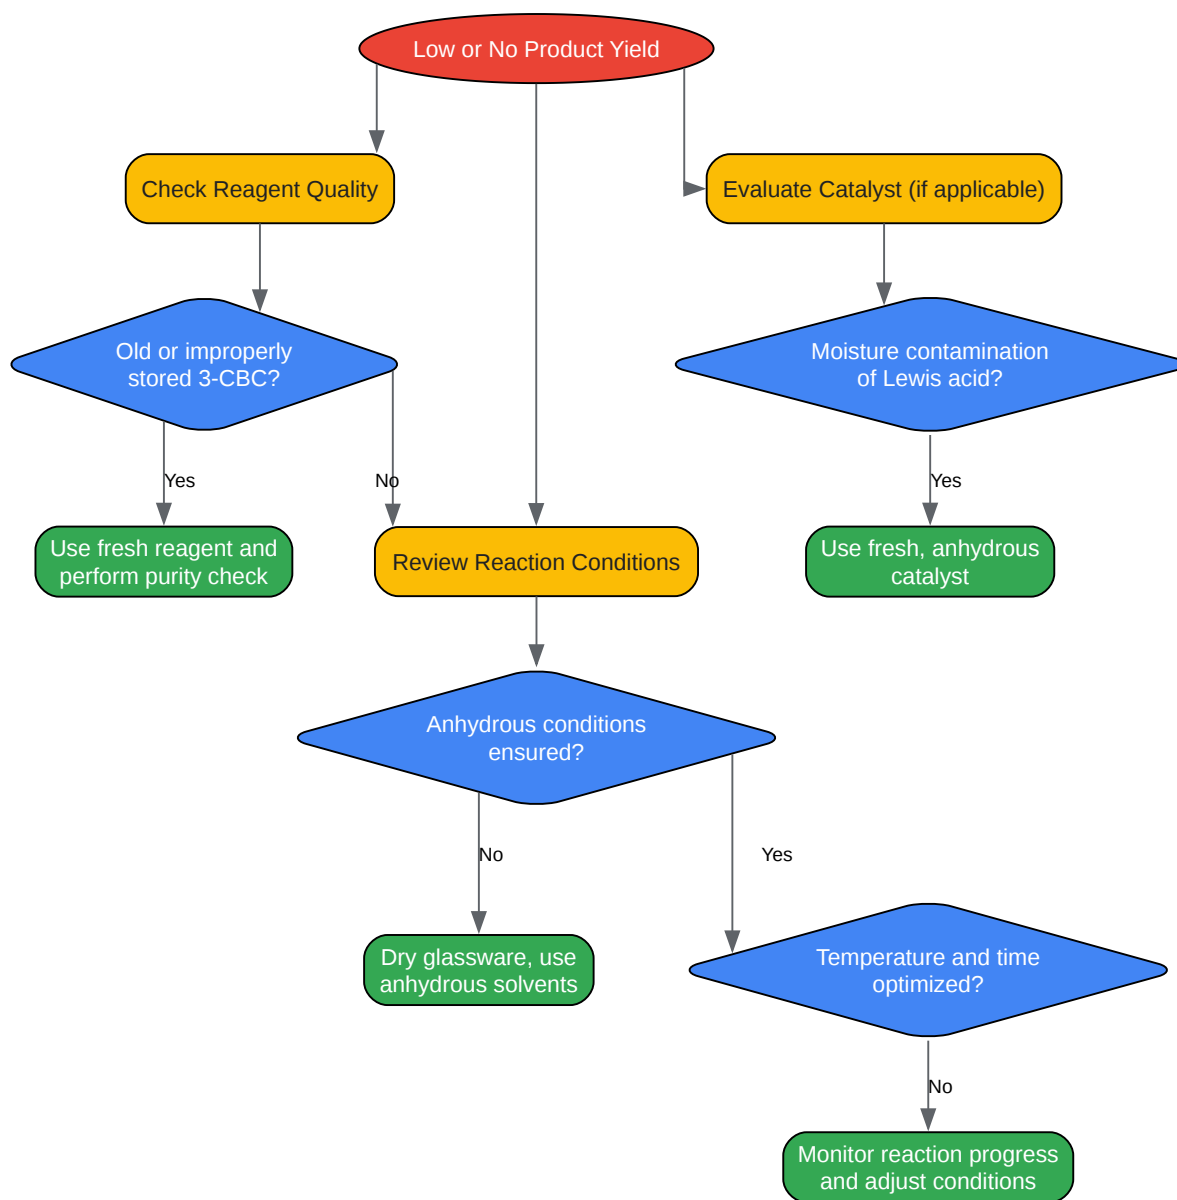 Low or No Product Yield
Check Reagent Quality
Evaluate Catalyst (if applicable)
Old or improperly
stored 3-CBC?
Moisture contamination
of Lewis acid?
Yes
No
Yes
Use fresh reagent and
perform purity check
Review Reaction Conditions
Use fresh, anhydrous
catalyst
Anhydrous conditions
ensured?
No
Yes
Dry glassware, use
anhydrous solvents
Temperature and time
optimized?
No
Monitor reaction progress
and adjust conditions